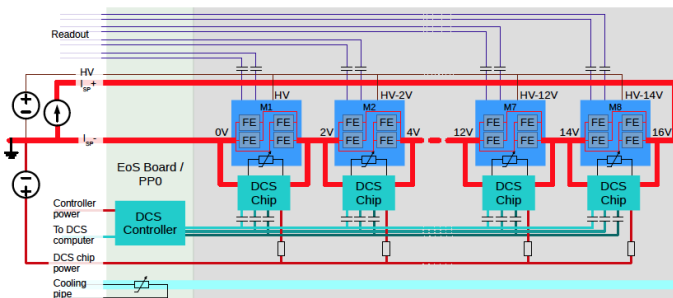 Readout
HV
I SP+
HV
HV-2V
HV-12V
HV-14V
M1
M2
M7
M8
FE FE FE FE FE FE FE FE
0V 2V 4V 12V 14V 16V
FE FE FE FE FE FE FE FE
I SP-
EoS Board /
PP0
DCS
Chip
DCS
Chip
DCS
Chip
DCS
Chip
Controller
power
DCS
Controller
To DCS
computer
DCS chip
power
Cooling
pipe